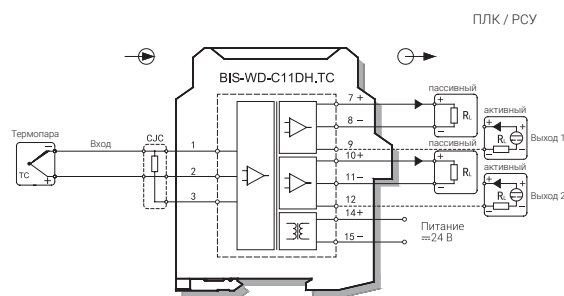 ПЛК / РСУ
BIS-WD-C11DH.TC
Термопара
TC
Вход
CJC
1
2
3
7 +
8 −
9
10+
11−
12
14+
15−
пассивный
RL
активный
RL
Выход 1
пассивный
RL
активный
RL
Выход 2
Питание
⎓24 В